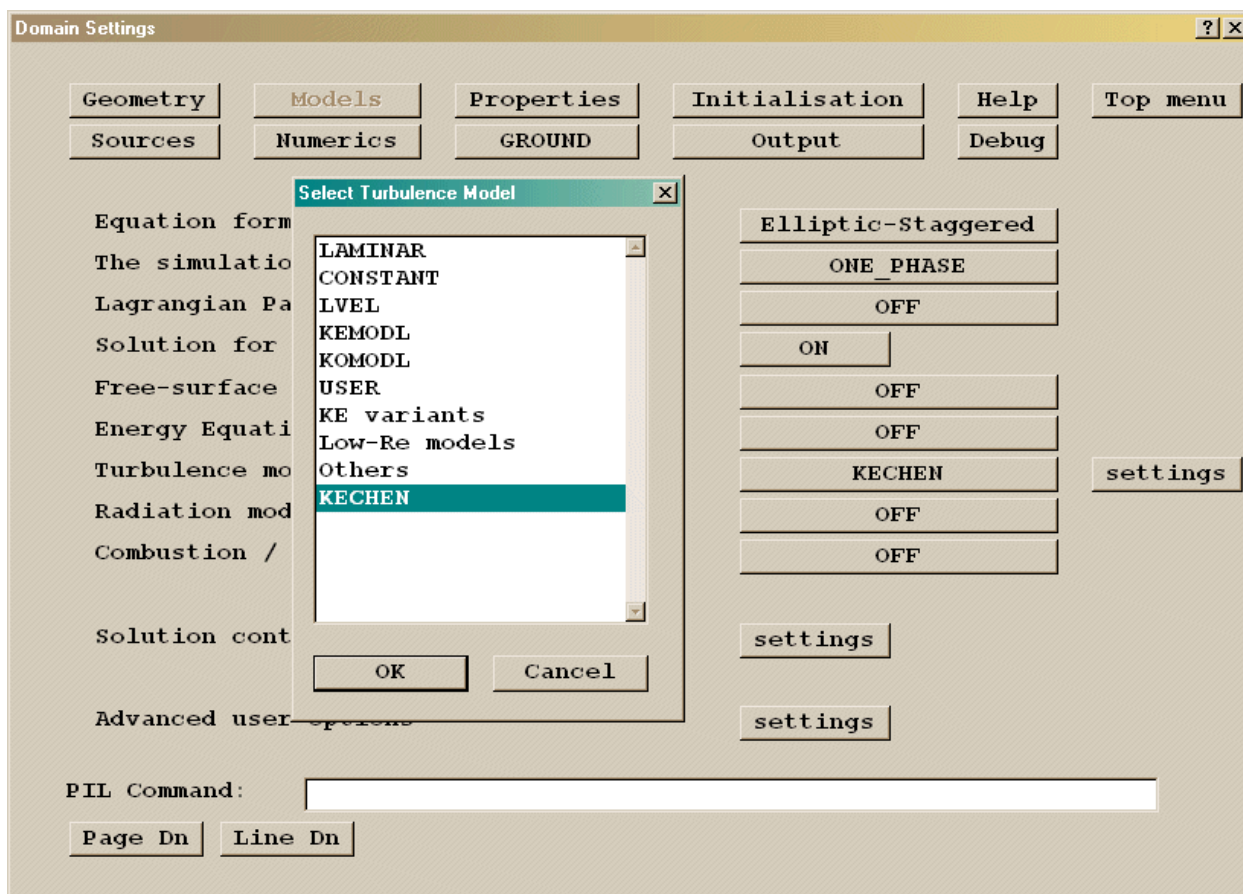 Domain Settings
Geometry Models Properties Initialisation Help Top menu
Sources Numerics GROUND Output Debug
Select Turbulence Model
Equation form Elliptic-Staggered
The simulatio ONE_PHASE
Lagrangian Pa OFF
Solution for ON
Free-surface OFF
Energy Equati OFF
Turbulence mo KECHEN settings
Radiation mod OFF
Combustion / OFF
LAMINAR
CONSTANT
LVEL
KEMODL
KOMODL
USER
KE variants
Low-Re models
Others
KECHEN
OK Cancel
Solution cont settings
Advanced user options settings
PIL Command:
Page Dn Line Dn